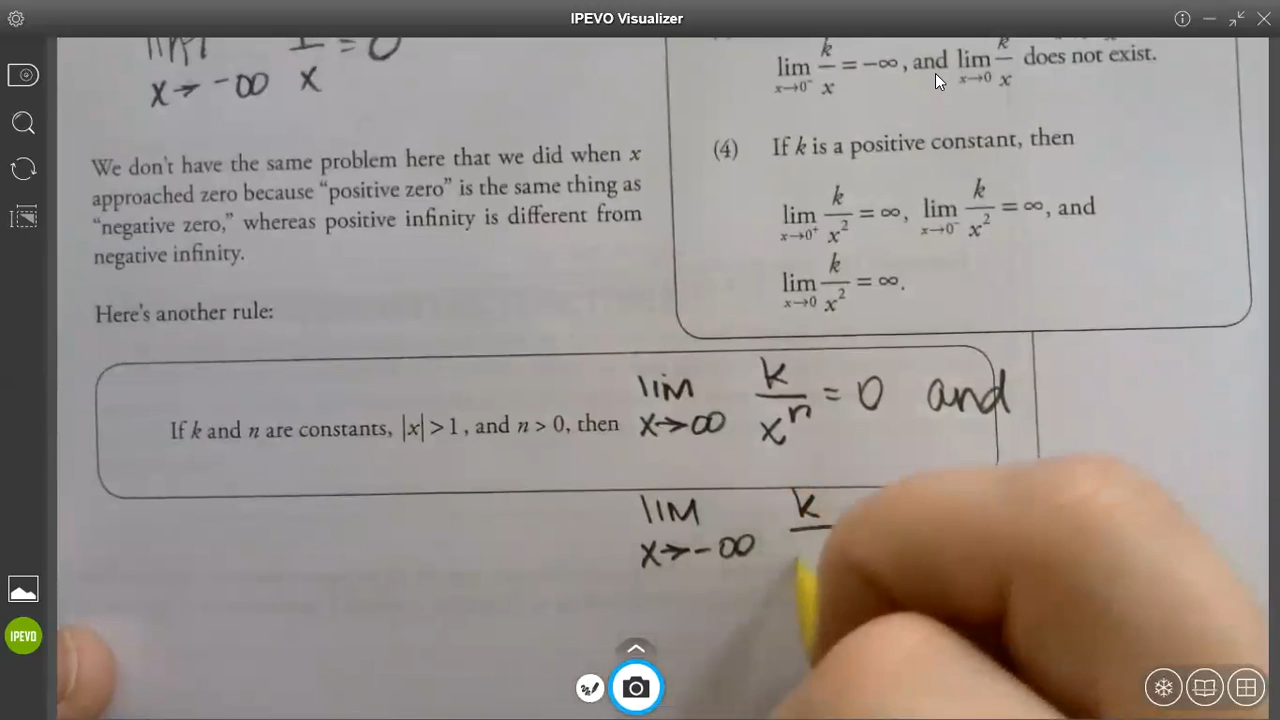 IPEVO Visualizer
lim 1/x = 0
x→-∞
We don't have the same problem here that we did when x
approached zero because “positive zero” is the same thing as
“negative zero,” whereas positive infinity is different from
negative infinity.
Here's another rule:
lim x→0⁻ k/x = -∞, and lim x→0 k/x does not exist.
(4) If k is a positive constant, then
lim x→0⁺ k/x² = ∞, lim x→0⁻ k/x² = ∞, and
lim x→0 k/x² = ∞.
If k and n are constants, |x| > 1, and n > 0, then lim x→∞ k/xⁿ = 0 and
lim x→-∞ k
IPEVO